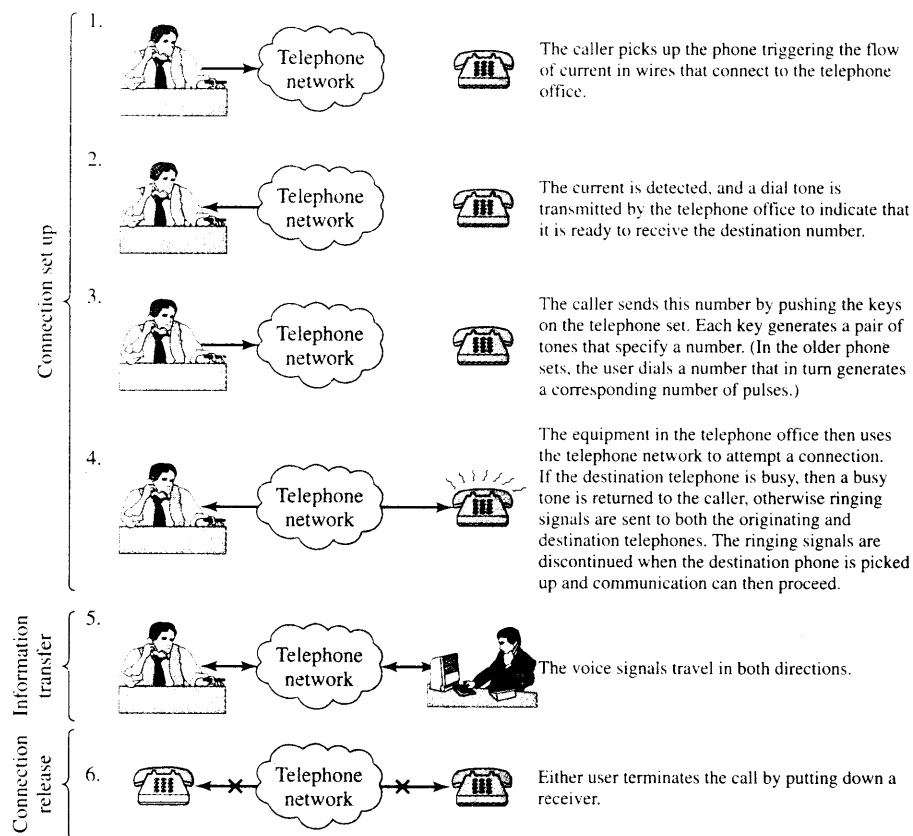 Connection set up
1.
Telephone
network
The caller picks up the phone triggering the flow
of current in wires that connect to the telephone
office.
2.
Telephone
network
The current is detected, and a dial tone is
transmitted by the telephone office to indicate that
it is ready to receive the destination number.
3.
Telephone
network
The caller sends this number by pushing the keys
on the telephone set. Each key generates a pair of
tones that specify a number. (In the older phone
sets, the user dials a number that in turn generates
a corresponding number of pulses.)
4.
Telephone
network
The equipment in the telephone office then uses
the telephone network to attempt a connection.
If the destination telephone is busy, then a busy
tone is returned to the caller, otherwise ringing
signals are sent to both the originating and
destination telephones. The ringing signals are
discontinued when the destination phone is picked
up and communication can then proceed.
Information
transfer
5.
Telephone
network
The voice signals travel in both directions.
Connection
release
6.
Telephone
network
Either user terminates the call by putting down a
receiver.